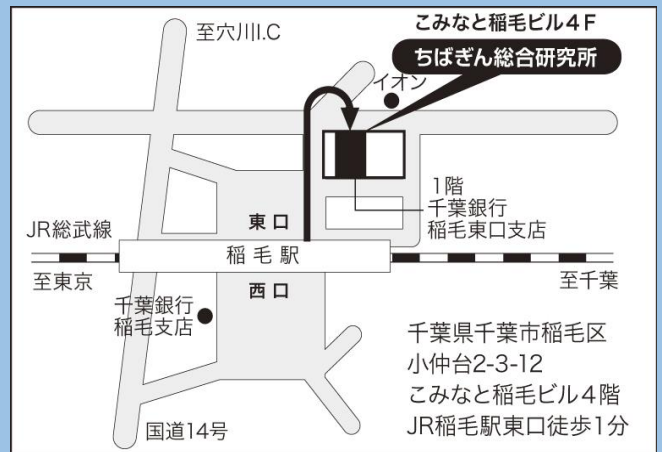 こみなと稲毛ビル4F
ちばぎん総合研究所
至穴川I.C
イオン
1階
千葉銀行
稲毛東口支店
東口
JR総武線
稲毛駅
至東京
至千葉
西口
千葉銀行
稲毛支店
国道14号
千葉県千葉市稲毛区
小仲台2-3-12
こみなと稲毛ビル4階
JR稲毛駅東口徒歩1分